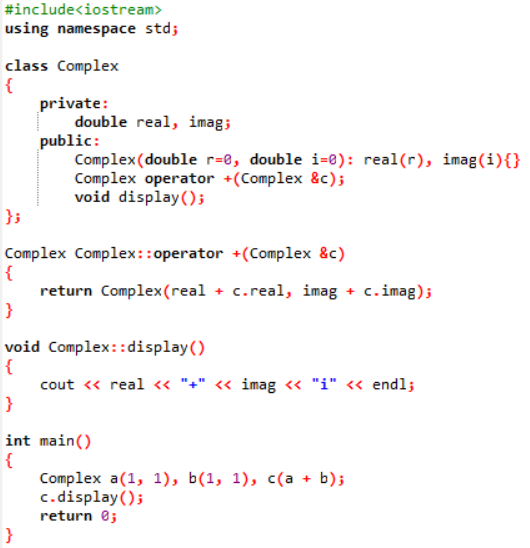 #include<iostream>
using namespace std;
class Complex
{
private:
double real, imag;
public:
Complex(double r=0, double i=0): real(r), imag(i){}
Complex operator +(Complex &c);
void display();
};
Complex Complex::operator +(Complex &c)
{
return Complex(real + c.real, imag + c.imag);
}
void Complex::display()
{
cout << real << "+" << imag << "i" << endl;
}
int main()
{
Complex a(1, 1), b(1, 1), c(a + b);
c.display();
return 0;
}